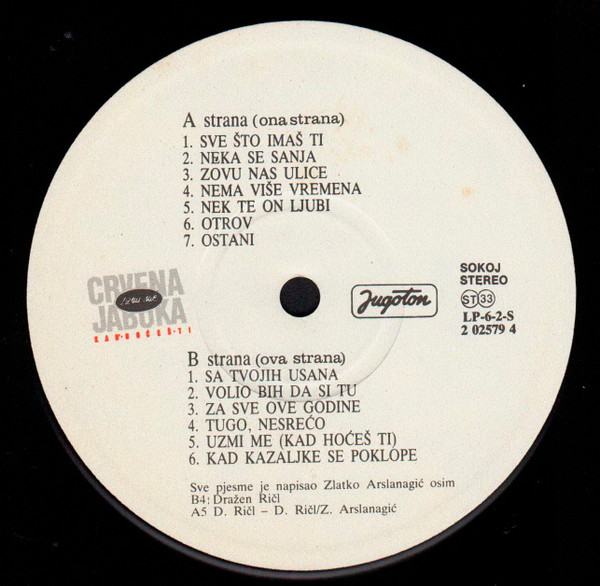 A strana (ona strana)
1. SVE ŠTO IMAŠ TI
2. NEKA SE SANJA
3. ZOVU NAS ULICE
4. NEMA VIŠE VREMENA
5. NEK TE ON LJUBI
6. OTROV
7. OSTANI
CRVENA
JABUKA
KAD HOĆEŠ TI
Jugoton
SOKOJ
STEREO
ST 33
LP-6-2-S
2 02579 4
B strana (ova strana)
1. SA TVOJIH USANA
2. VOLIO BIH DA SI TU
3. ZA SVE OVE GODINE
4. TUGO, NESREĆO
5. UZMI ME (KAD HOĆEŠ TI)
6. KAD KAZALJKE SE POKLOPE
Sve pjesme je napisao Zlatko Arslanagić osim
B4: Dražen Ričl
A5 D. Ričl – D. Ričl/Z. Arslanagić